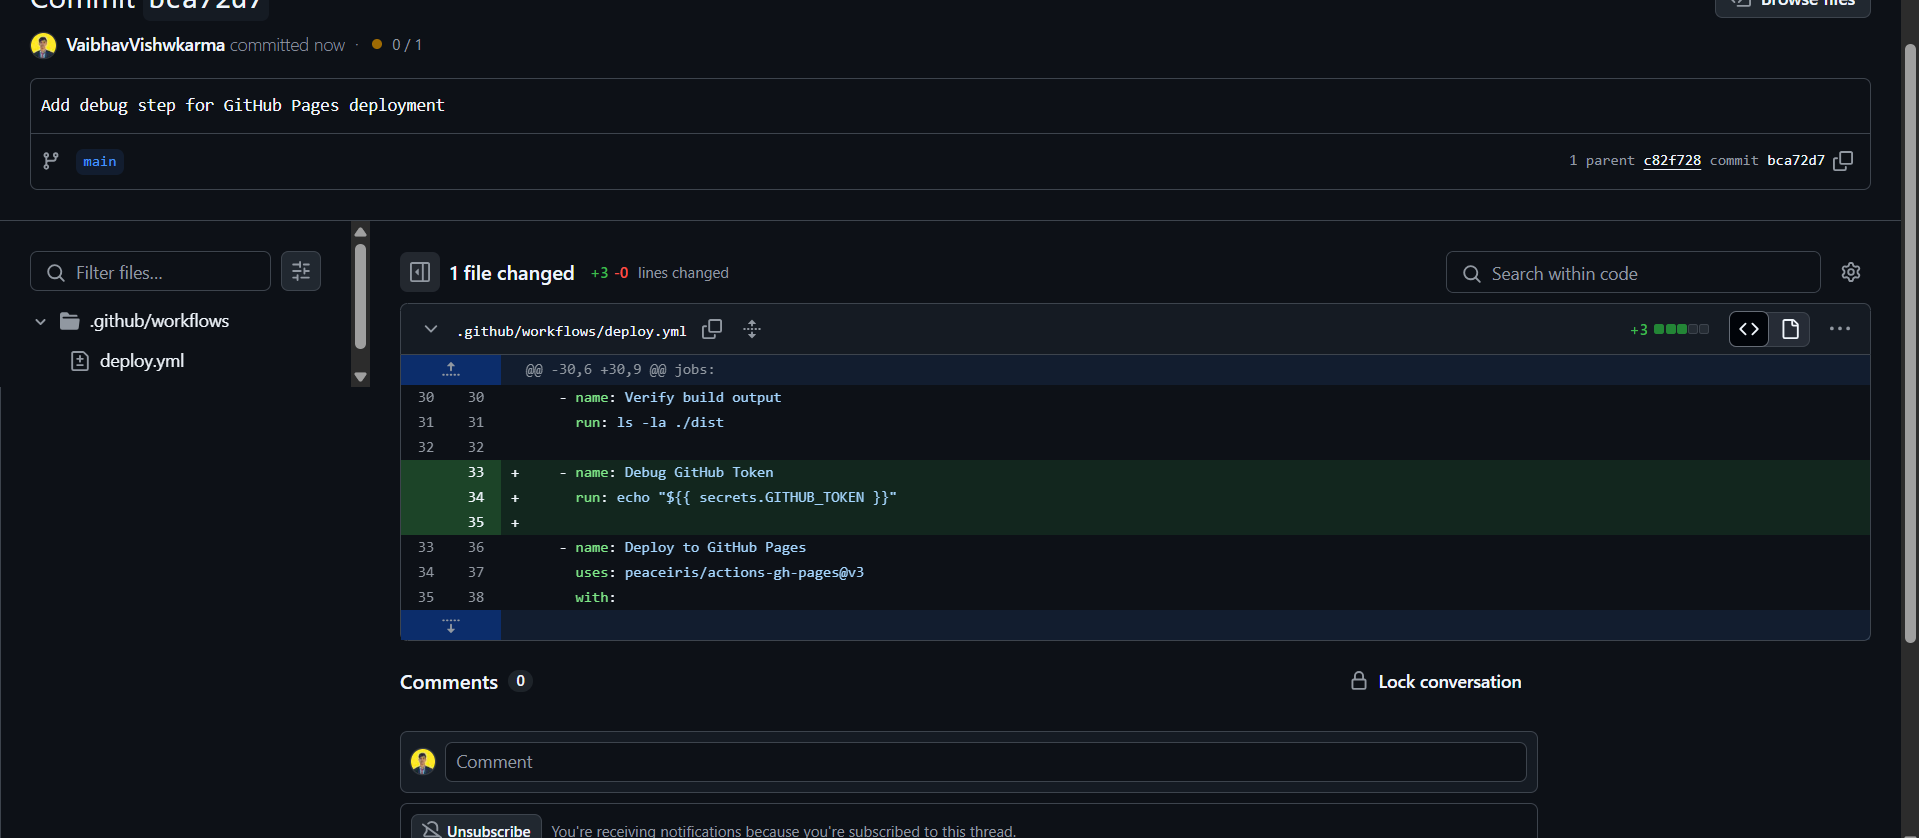 Commit bca72d7
Browse files
VaibhavVishwkarma committed now · 0 / 1
Add debug step for GitHub Pages deployment
main
1 parent c82f728 commit bca72d7
Filter files...
1 file changed +3 -0 lines changed
Search within code
.github/workflows
deploy.yml
.github/workflows/deploy.yml
+3
@@ -30,6 +30,9 @@ jobs:
30 30 - name: Verify build output
31 31 run: ls -la ./dist
32 32
33 + - name: Debug GitHub Token
34 + run: echo "${{ secrets.GITHUB_TOKEN }}"
35 +
33 36 - name: Deploy to GitHub Pages
34 37 uses: peaceiris/actions-gh-pages@v3
35 38 with:
Comments 0
Lock conversation
Comment
Unsubscribe You're receiving notifications because you're subscribed to this thread.